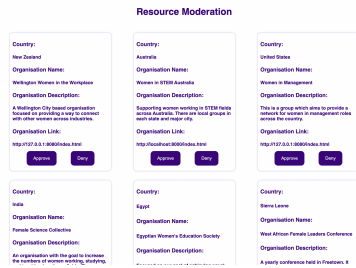 Resource Moderation
Country:
New Zealand
Organisation Name:
Wellington Women in the Workplace
Organisation Description:
A Wellington City based organisation
focused on providing a way to connect
with other women across industries.
Organisation Link:
http://127.0.0.1:8080/index.html
Approve
Deny
Country:
Australia
Organisation Name:
Women in STEM Australia
Organisation Description:
Supporting women working in STEM fields
across Australia. There are local groups in
each state and major city.
Organisation Link:
http://localhost:8080/index.html
Approve
Deny
Country:
United States
Organisation Name:
Women in Management
Organisation Description:
This is a group which aims to provide a
network for women in management roles
across the country.
Organisation Link:
http://127.0.0.1:8080/index.html
Approve
Deny
Country:
India
Organisation Name:
Female Science Collective
Organisation Description:
An organisation with the goal to increase
the numbers of women working, studying,
Country:
Egypt
Organisation Name:
Egyptian Women's Education Society
Organisation Description:
Country:
Sierra Leone
Organisation Name:
West African Female Leaders Conference
Organisation Description:
A yearly conference held in Freetown. It